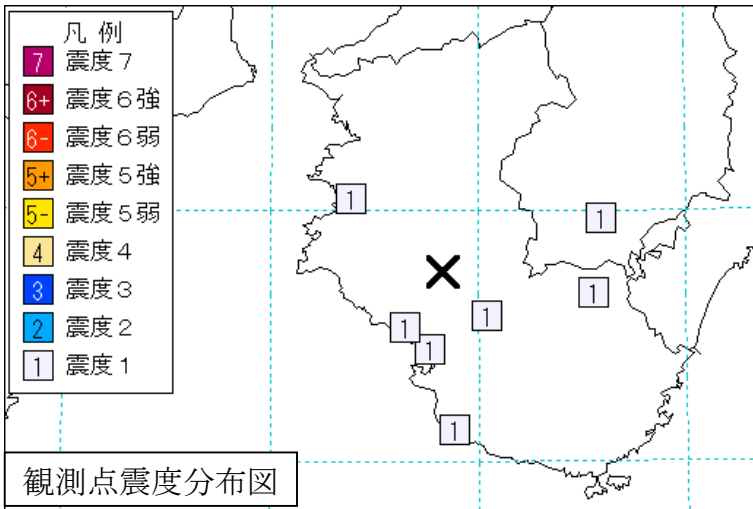 凡例
7 震度7
6+ 震度6強
6- 震度6弱
5+ 震度5強
5- 震度5弱
4 震度4
3 震度3
2 震度2
1 震度1
1
1
1
1
1
1
1
観測点震度分布図